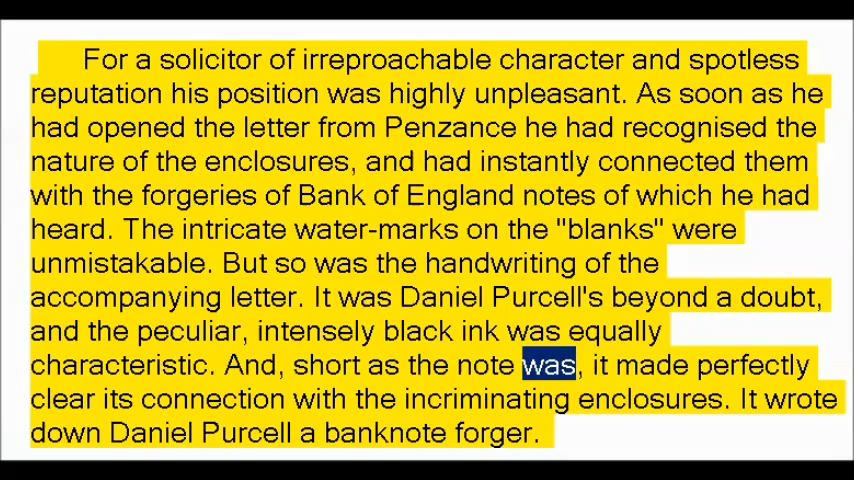 For a solicitor of irreproachable character and spotless
reputation his position was highly unpleasant. As soon as he
had opened the letter from Penzance he had recognised the
nature of the enclosures, and had instantly connected them
with the forgeries of Bank of England notes of which he had
heard. The intricate water-marks on the "blanks" were
unmistakable. But so was the handwriting of the
accompanying letter. It was Daniel Purcell's beyond a doubt,
and the peculiar, intensely black ink was equally
characteristic. And, short as the note was, it made perfectly
clear its connection with the incriminating enclosures. It wrote
down Daniel Purcell a banknote forger.